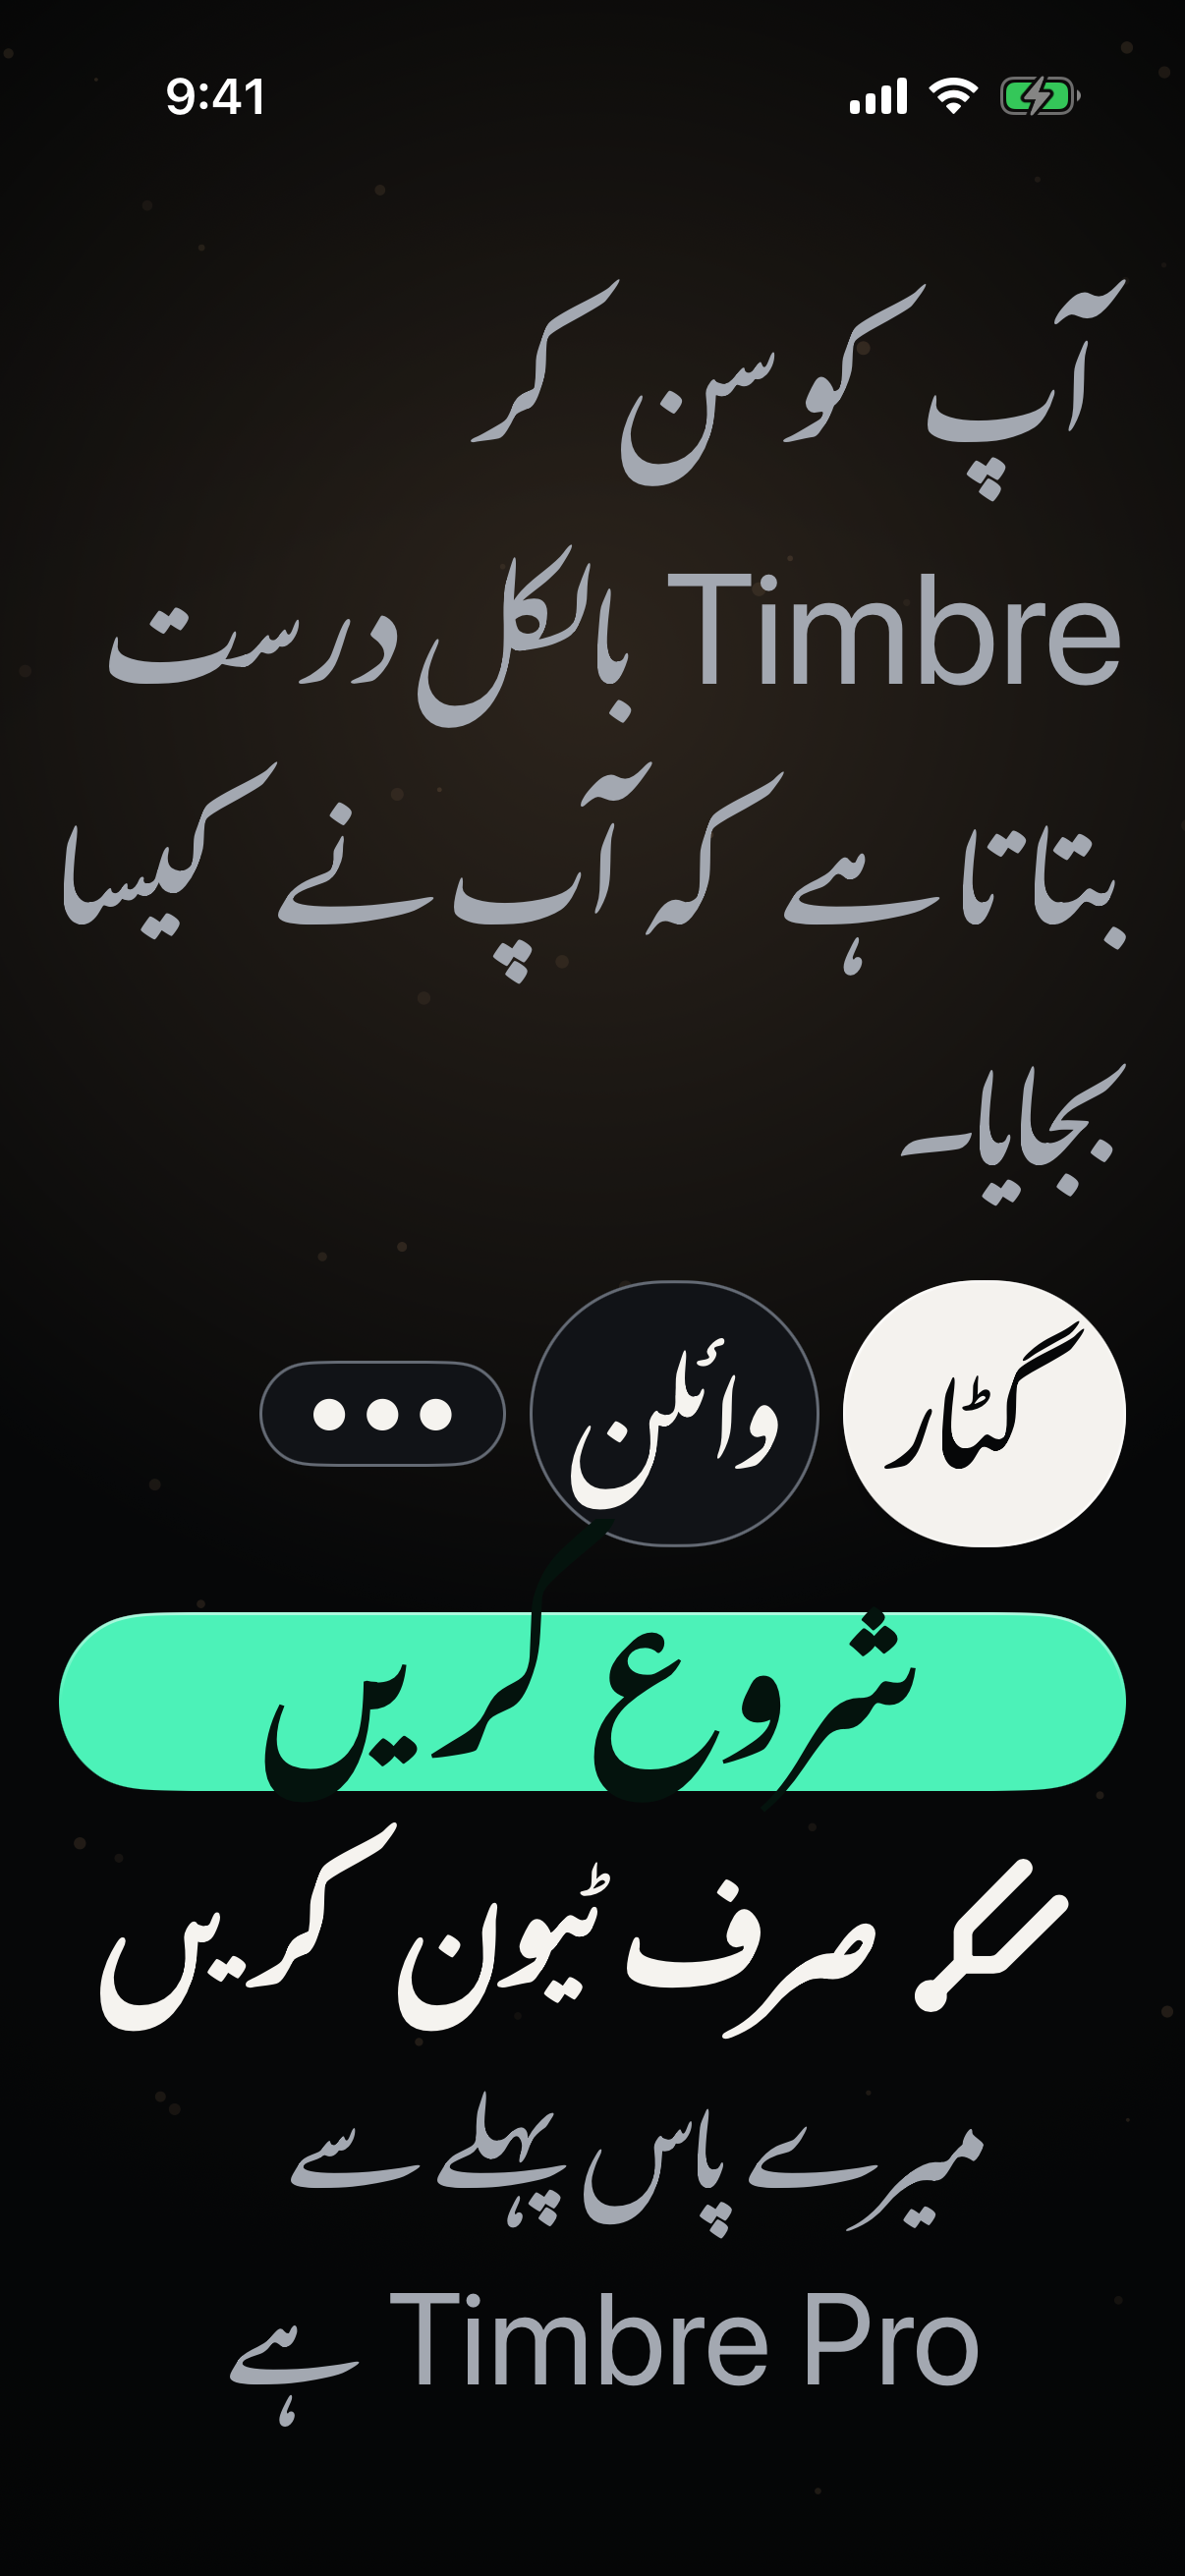 9:41
آپ کو سن کر
Timbre بالکل درست
بتاتا ہے کہ آپ نے کیسا
بجایا۔
گٹار
وائلن
شروع کریں
صرف ٹیون کریں
میرے پاس پہلے سے
Timbre Pro ہے